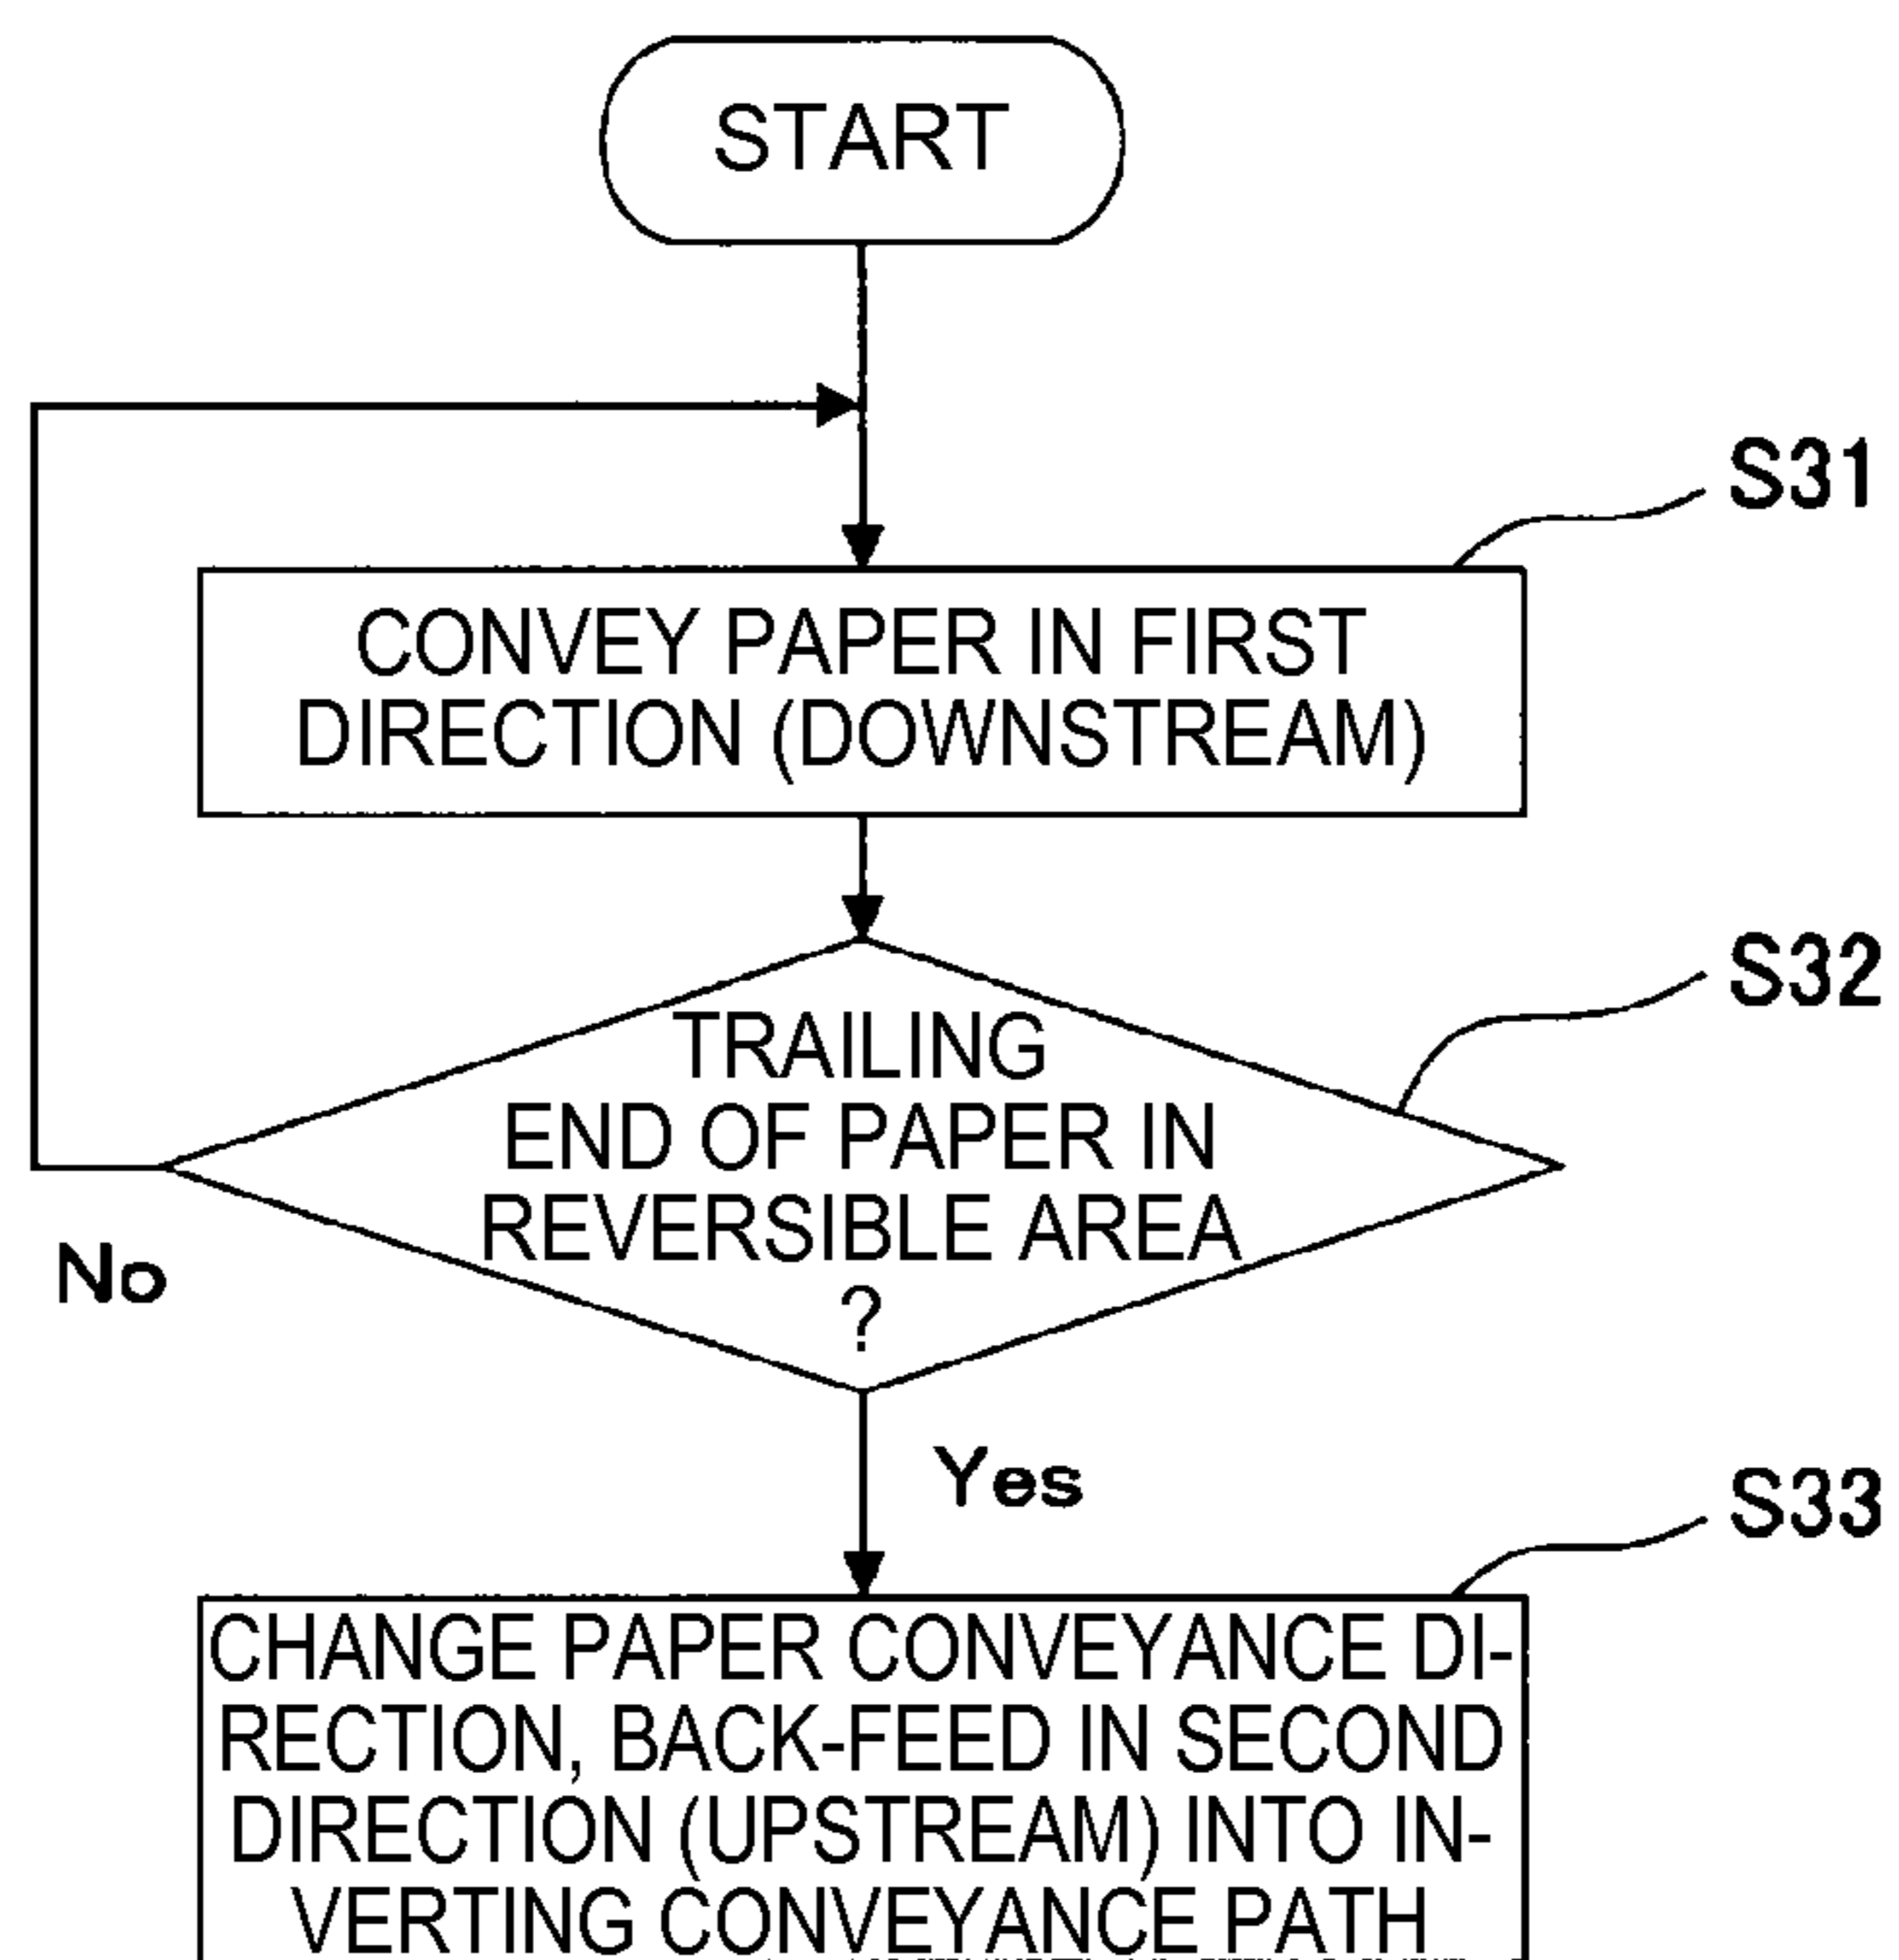 START
S31
CONVEY PAPER IN FIRST
DIRECTION (DOWNSTREAM)
S32
TRAILING
END OF PAPER IN
REVERSIBLE AREA
?
No
Yes
S33
CHANGE PAPER CONVEYANCE DI-
RECTION, BACK-FEED IN SECOND
DIRECTION (UPSTREAM) INTO IN-
VERTING CONVEYANCE PATH